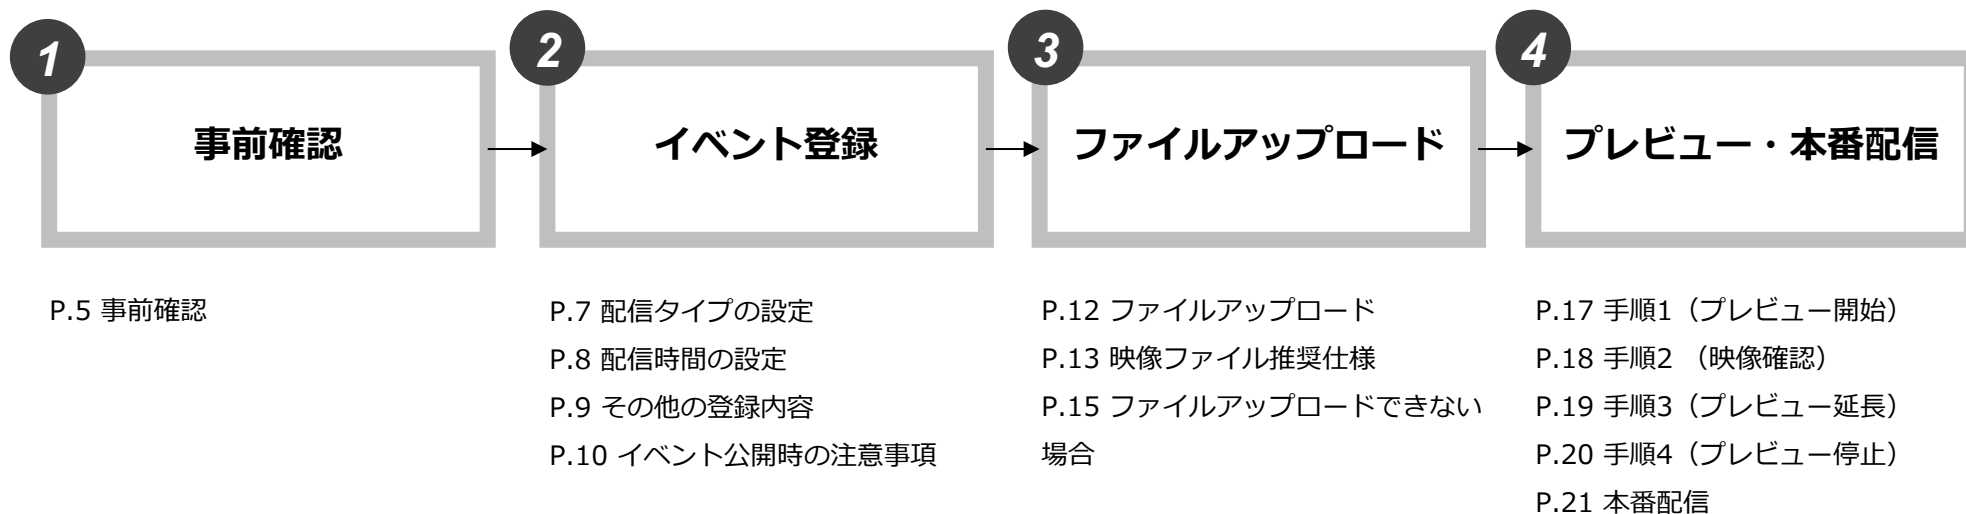 1
事前確認
P.5 事前確認
2
イベント登録
P.7 配信タイプの設定
P.8 配信時間の設定
P.9 その他の登録内容
P.10 イベント公開時の注意事項
3
ファイルアップロード
P.12 ファイルアップロード
P.13 映像ファイル推奨仕様
P.15 ファイルアップロードできない
場合
4
プレビュー・本番配信
P.17 手順1（プレビュー開始）
P.18 手順2 （映像確認）
P.19 手順3（プレビュー延長）
P.20 手順4（プレビュー停止）
P.21 本番配信